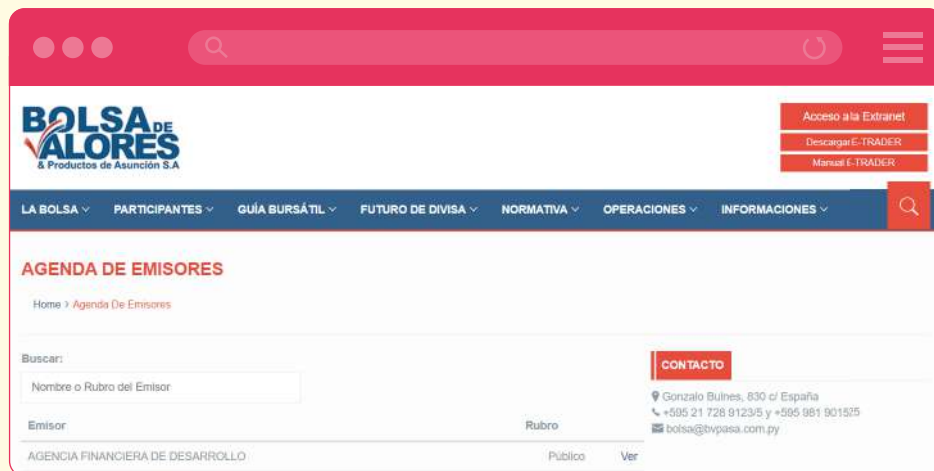 BOLSA DE
VALORES
& Productos de Asunción S.A
Acceso a la Extranet
Descargar E-TRADER
Manual E-TRADER
LA BOLSA PARTICIPANTES GUÍA BURSÁTIL FUTURO DE DIVISA NORMATIVA OPERACIONES INFORMACIONES
AGENDA DE EMISORES
Home > Agenda De Emisores
Buscar:
Nombre o Rubro del Emisor
Emisor Rubro
AGENCIA FINANCIERA DE DESARROLLO Público Ver
CONTACTO
Gonzalo Bulnes, 830 c/ España
+595 21 728 9123/5 y +595 981 901525
bolsa@bvpasa.com.py